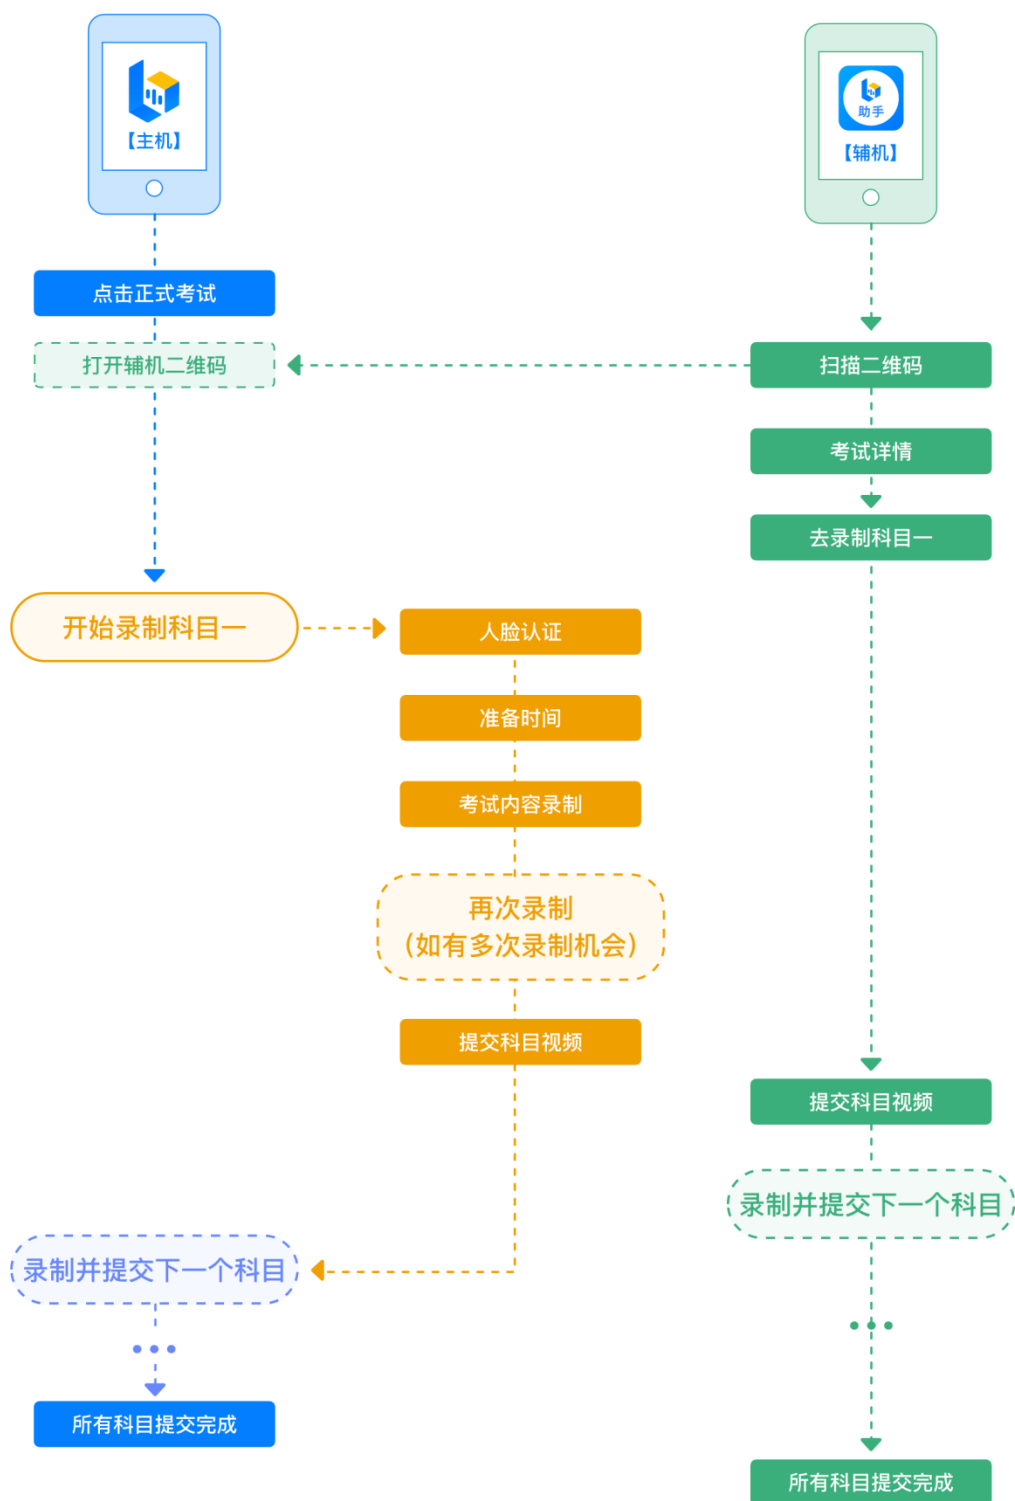 【主机】
助手
【辅机】
点击正式考试
打开辅机二维码
扫描二维码
考试详情
去录制科目一
开始录制科目一
人脸认证
准备时间
考试内容录制
再次录制
（如有多次录制机会）
提交科目视频
提交科目视频
录制并提交下一个科目
录制并提交下一个科目
所有科目提交完成
所有科目提交完成